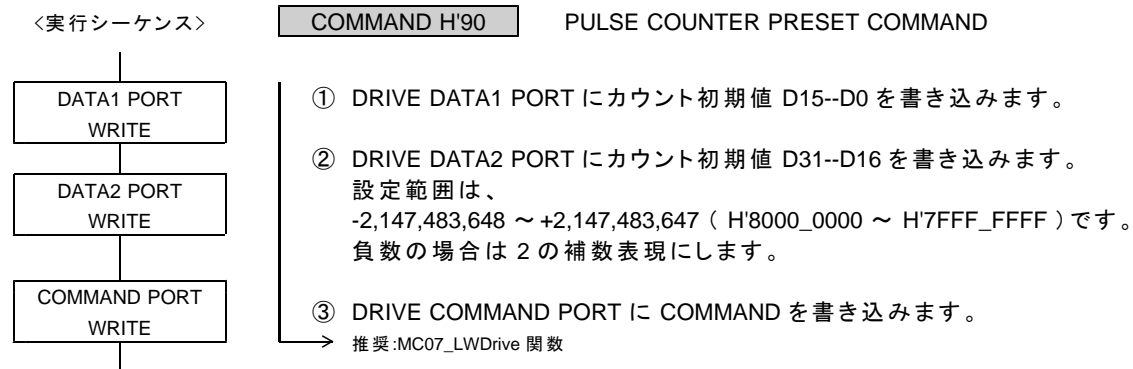 <実行シーケンス>
COMMAND H'90 PULSE COUNTER PRESET COMMAND
DATA1 PORT
WRITE
① DRIVE DATA1 PORT にカウント初期値 D15--D0 を書き込みます。
② DRIVE DATA2 PORT にカウント初期値 D31--D16 を書き込みます。
DATA2 PORT
WRITE
設定範囲は、
-2,147,483,648 ～ +2,147,483,647 ( H'8000_0000 ～ H'7FFF_FFFF ) です。
負数の場合は 2 の補数表現にします。
COMMAND PORT
WRITE
③ DRIVE COMMAND PORT に COMMAND を書き込みます。
推奨:MC07_LWDrive 関数